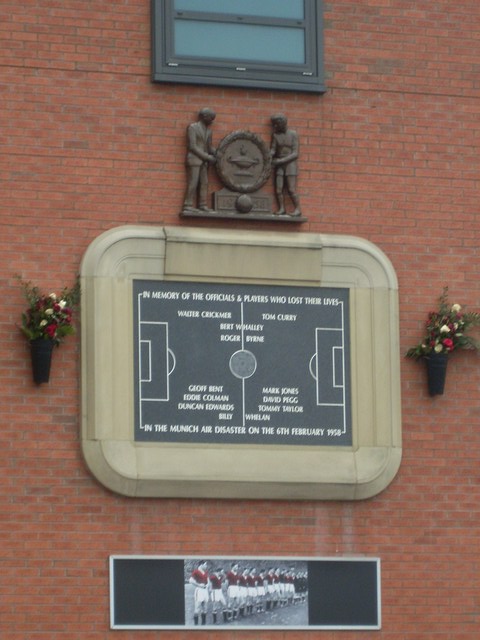 IN MEMORY OF THE OFFICIALS & PLAYERS WHO LOST THEIR LIVES
WALTER CRICKMER TOM CURRY
BERT WHALLEY
ROGER BYRNE
GEOFF BENT MARK JONES
EDDIE COLMAN DAVID PEGG
DUNCAN EDWARDS TOMMY TAYLOR
BILLY WHELAN
IN THE MUNICH AIR DISASTER ON THE 6TH FEBRUARY 1958